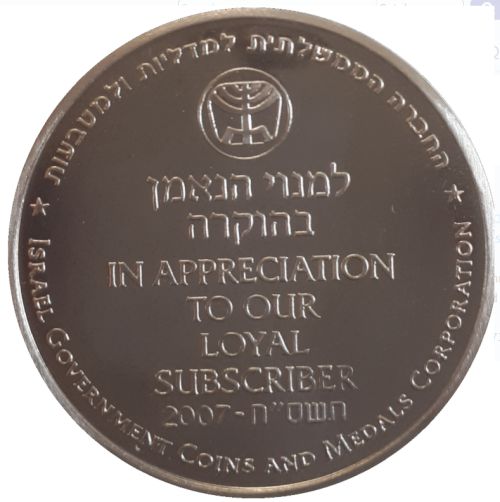 החברה הממשלתית למדליות ולמטבעות
למנוי הנאמן
בהוקרה
IN APPRECIATION
TO OUR
LOYAL
SUBSCRIBER
2007-תשס"ח
★ ISRAEL GOVERNMENT COINS AND MEDALS CORPORATION ★